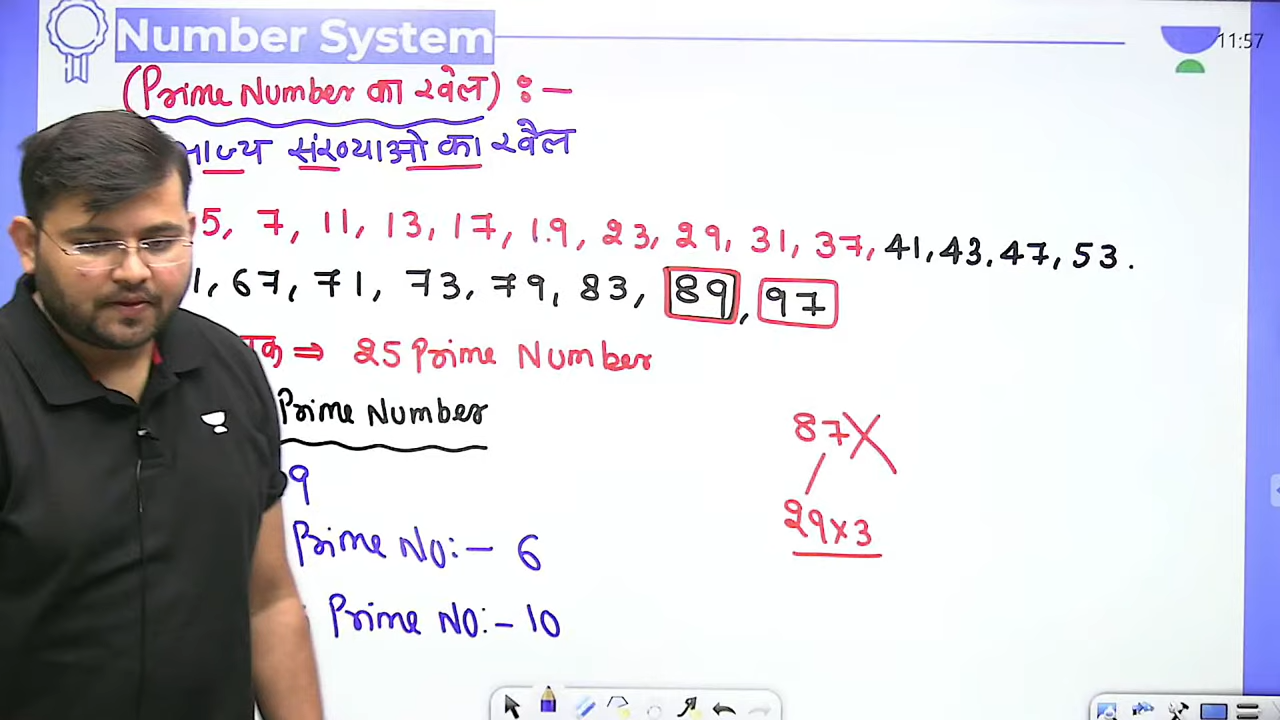 Number System
11:57
(Prime Number का खेल) :-
ाज्य संख्याओ का खेल
5, 7, 11, 13, 17, 19, 23, 29, 31, 37, 41, 43, 47, 53.
1, 67, 71, 73, 79, 83, 89, 97
तक ⇒ 25 Prime Number
Prime Number
87 X
9
29×3
Prime NO:- 6
Prime NO:- 10